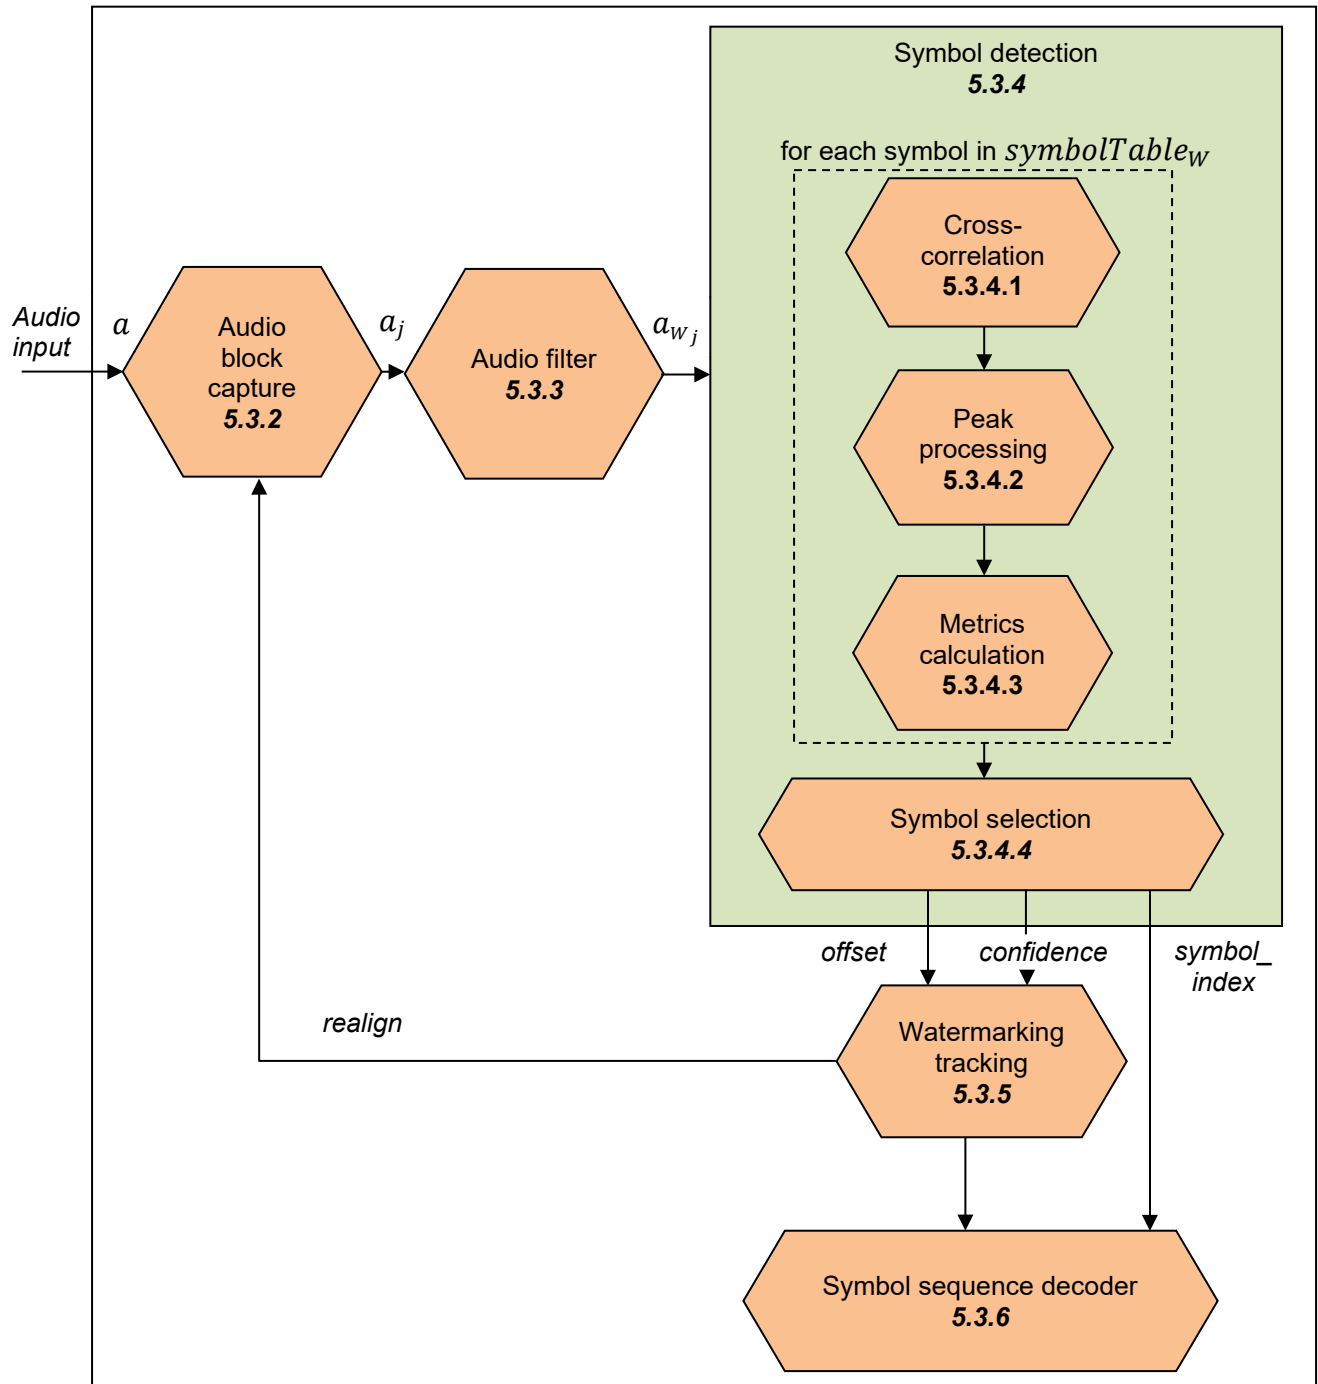 Symbol detection
5.3.4
for each symbol in symbolTable_W
Cross-
correlation
5.3.4.1
Audio
input
a
Audio
block
capture
5.3.2
a_j
Audio filter
5.3.3
a_{W_j}
Peak
processing
5.3.4.2
Metrics
calculation
5.3.4.3
Symbol selection
5.3.4.4
offset
confidence
symbol_
index
realign
Watermarking
tracking
5.3.5
Symbol sequence decoder
5.3.6